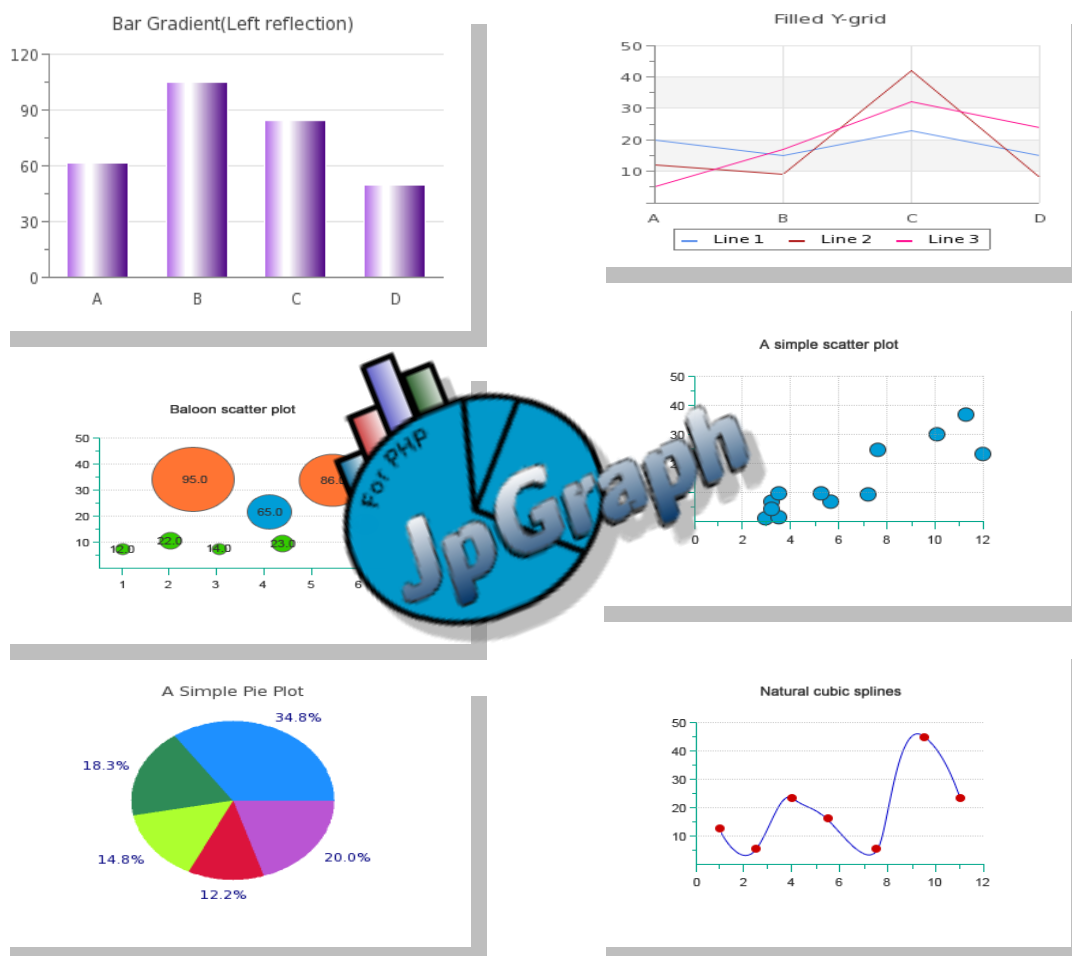 Bar Gradient(Left reflection)
120
90
60
30
0
A B C D
Filled Y-grid
50
40
30
20
10
A B C D
Line 1 Line 2 Line 3
Baloon scatter plot
50
40
30
20
10
95.0
86.
65.0
12.0 22.0 14.0 23.0
1 2 3 4 5 6
For PHP
JpGraph
A simple scatter plot
50
40
30
0 2 4 6 8 10 12
A Simple Pie Plot
34.8%
18.3%
14.8%
12.2%
20.0%
Natural cubic splines
50
40
30
20
10
0 2 4 6 8 10 12